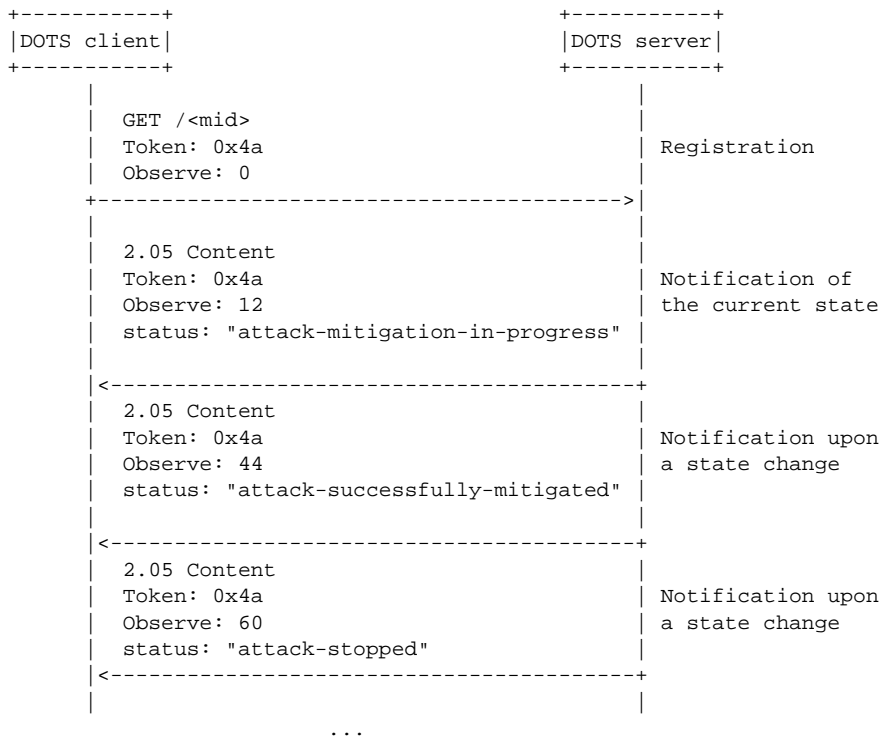 DOTS client DOTS server
GET /<mid>
Token: 0x4a Registration
Observe: 0
2.05 Content
Token: 0x4a Notification of
Observe: 12 the current state
status: "attack-mitigation-in-progress"
2.05 Content
Token: 0x4a Notification upon
Observe: 44 a state change
status: "attack-successfully-mitigated"
2.05 Content
Token: 0x4a Notification upon
Observe: 60 a state change
status: "attack-stopped"
...